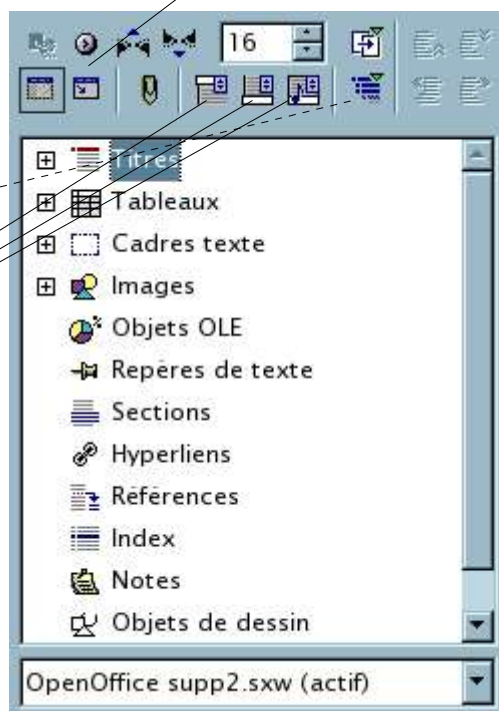 16
Titres
Tableaux
Cadres texte
Images
Objets OLE
Repères de texte
Sections
Hyperliens
Références
Index
Notes
Objets de dessin
OpenOffice supp2.sxw (actif)